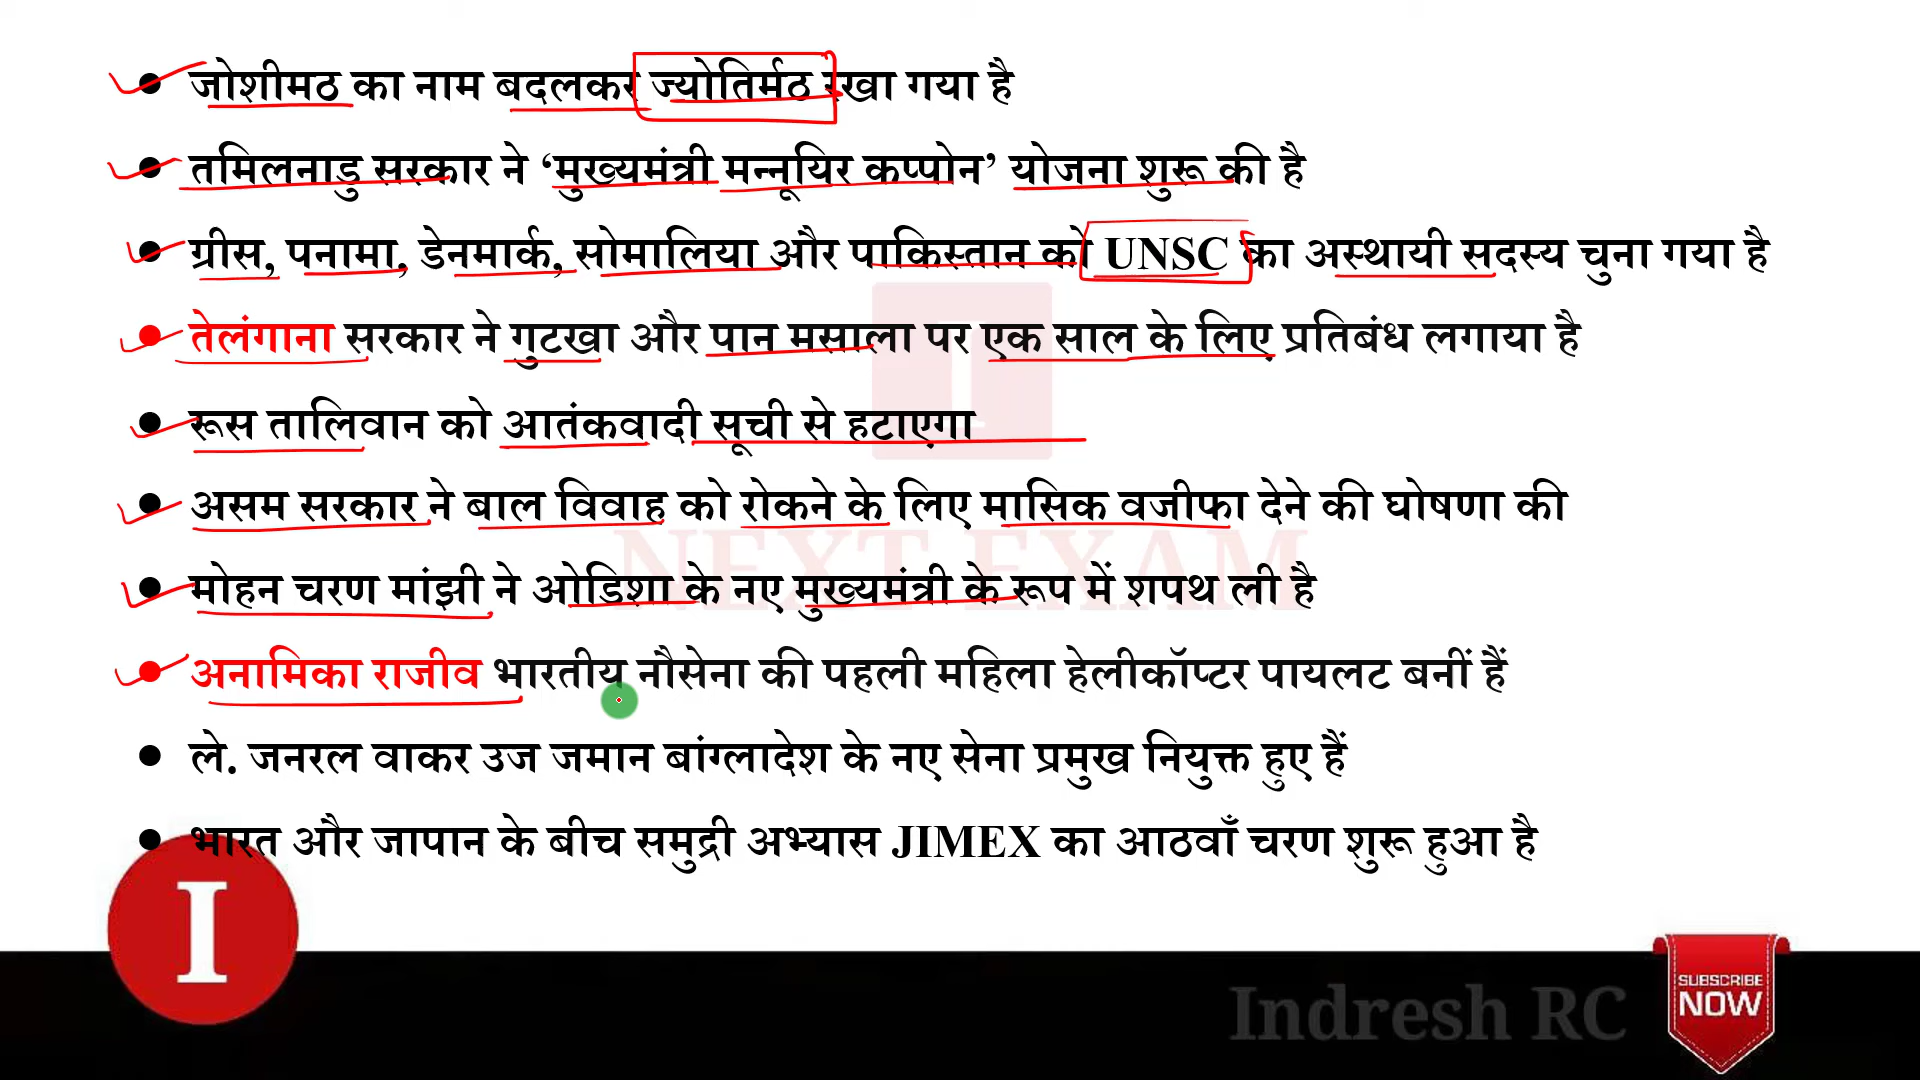 • जोशीमठ का नाम बदलकर ज्योतिर्मठ रखा गया है
• तमिलनाडु सरकार ने ‘मुख्यमंत्री मन्नूयिर कप्पोन’ योजना शुरू की है
• ग्रीस, पनामा, डेनमार्क, सोमालिया और पाकिस्तान को UNSC का अस्थायी सदस्य चुना गया है
• तेलंगाना सरकार ने गुटखा और पान मसाला पर एक साल के लिए प्रतिबंध लगाया है
• रूस तालिवान को आतंकवादी सूची से हटाएगा
• असम सरकार ने बाल विवाह को रोकने के लिए मासिक वजीफा देने की घोषणा की
• मोहन चरण मांझी ने ओडिशा के नए मुख्यमंत्री के रूप में शपथ ली है
• अनामिका राजीव भारतीय नौसेना की पहली महिला हेलीकॉप्टर पायलट बनीं हैं
• ले. जनरल वाकर उज जमान बांग्लादेश के नए सेना प्रमुख नियुक्त हुए हैं
• भारत और जापान के बीच समुद्री अभ्यास JIMEX का आठवाँ चरण शुरू हुआ है
I
NEXT EXAM
I
Indresh RC
SUBSCRIBE
NOW